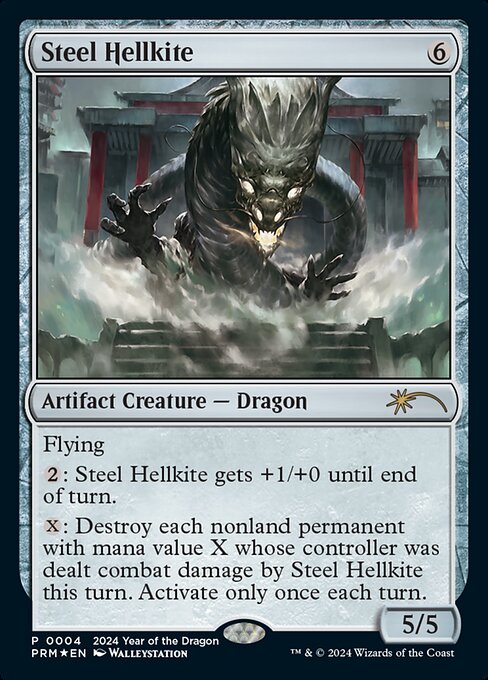 Steel Hellkite 6
Artifact Creature — Dragon
Flying
2: Steel Hellkite gets +1/+0 until end
of turn.
X: Destroy each nonland permanent
with mana value X whose controller was
dealt combat damage by Steel Hellkite
this turn. Activate only once each turn.
5/5
P 0004 2024 Year of the Dragon
PRM★EN Walleystation ™ & © 2024 Wizards of the Coast